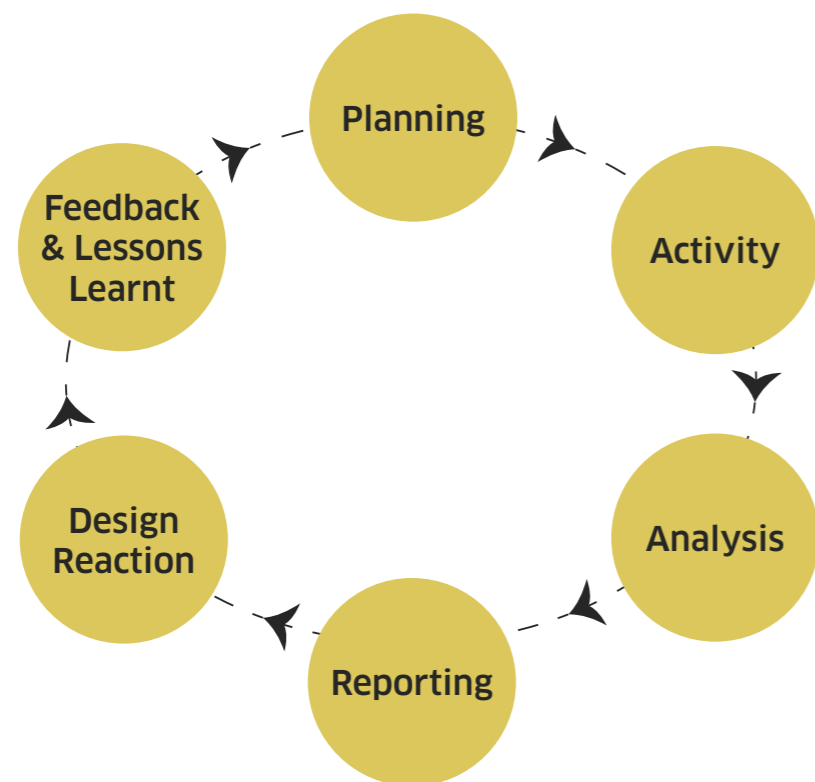 Planning
Activity
Analysis
Reporting
Design
Reaction
Feedback
& Lessons
Learnt